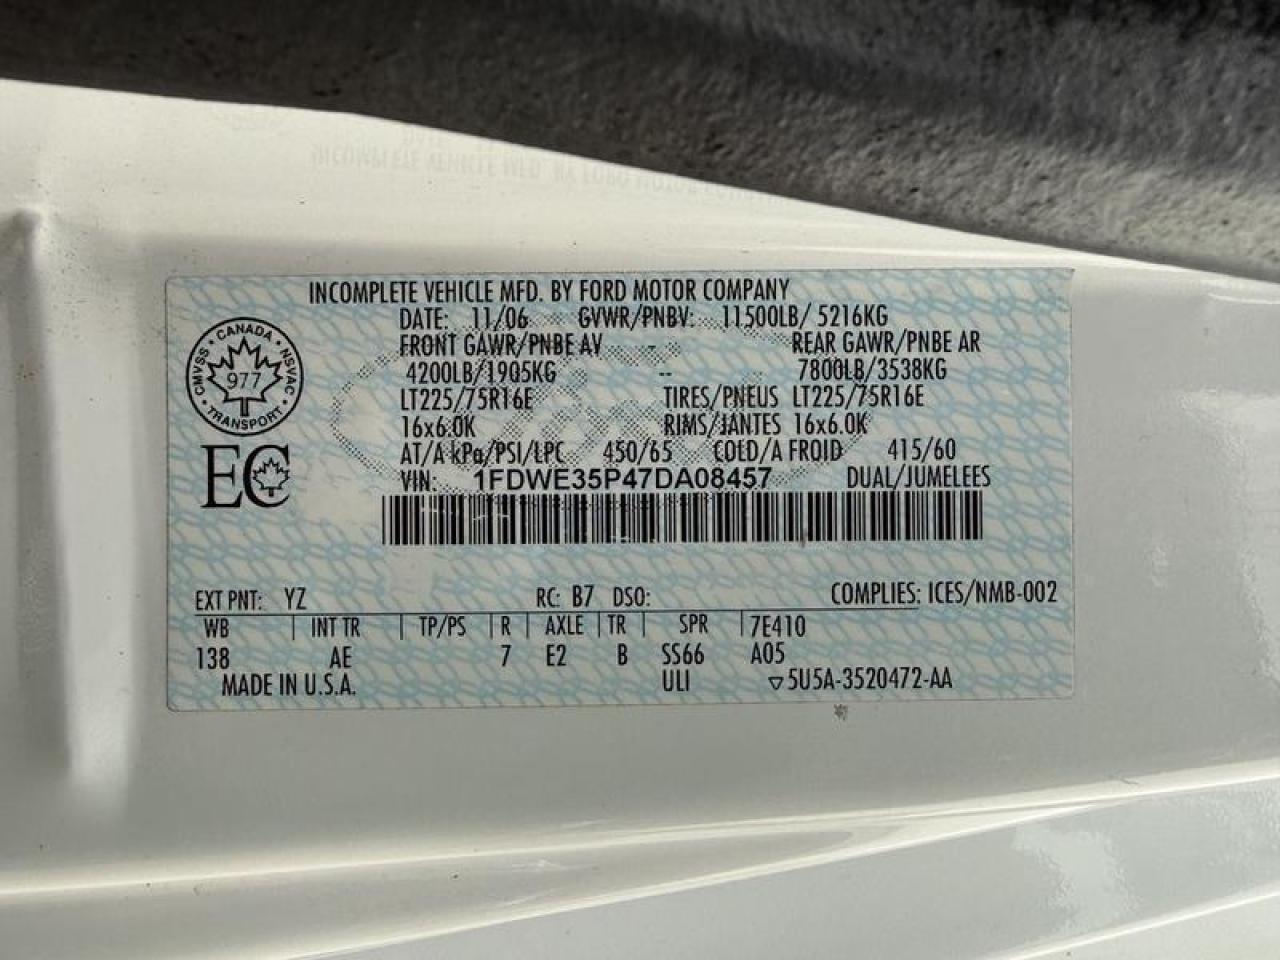 INCOMPLETE VEHICLE MFD. BY FORD MOTOR COMPANY
DATE: 11/06 GVWR/PNBV: 11500LB/ 5216KG
FRONT GAWR/PNBE AV - REAR GAWR/PNBE AR
4200LB/1905KG -- 7800LB/3538KG
LT225/75R16E TIRES/PNEUS LT225/75R16E
16x6.0K RIMS/JANTES 16x6.0K
AT/A kPa/PSI/LPC 450/65 COLD/A FROID 415/60
VIN: 1FDWE35P47DA08457 DUAL/JUMELEES
CANADA
CMVSS NSVAC
977
TRANSPORT
EC
EXT PNT: YZ RC: B7 DSO: COMPLIES: ICES/NMB-002
WB | INT TR | TP/PS | R | AXLE | TR | SPR | 7E410
138 AE 7 E2 B SS66 A05
MADE IN U.S.A. ULI ▽5U5A-3520472-AA